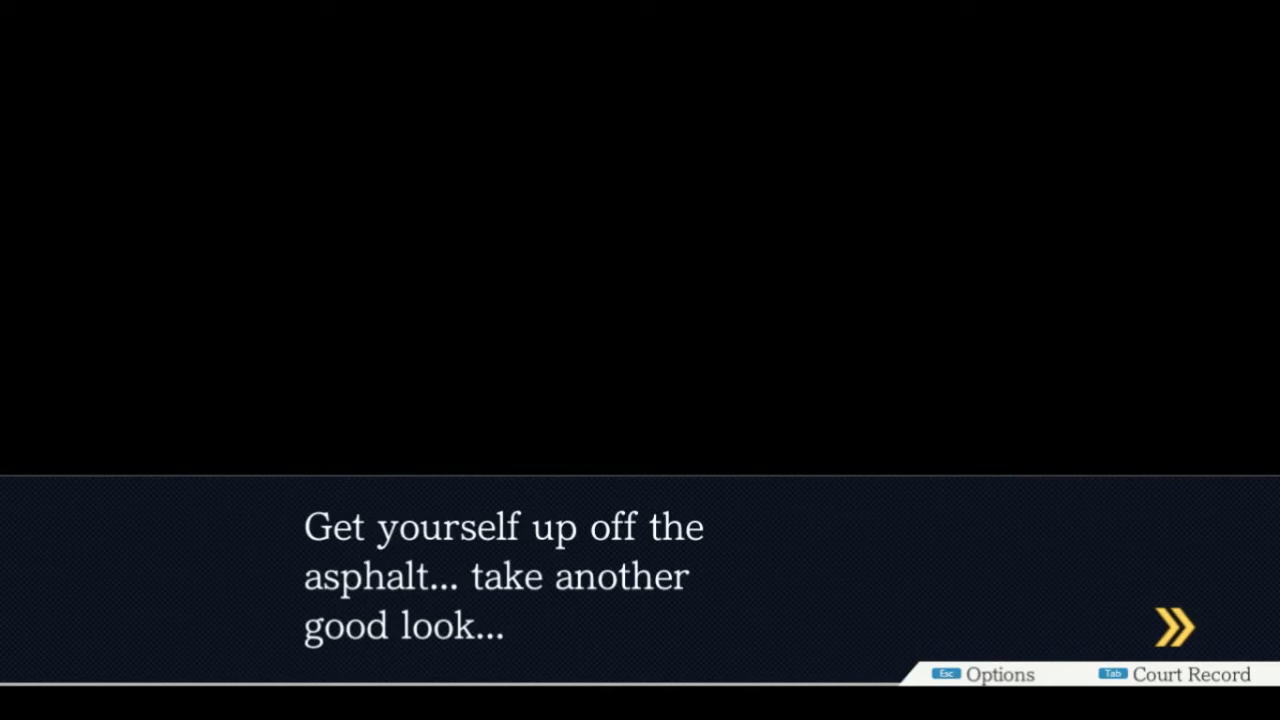 Get yourself up off the
asphalt... take another
good look...
Esc Options Tab Court Record